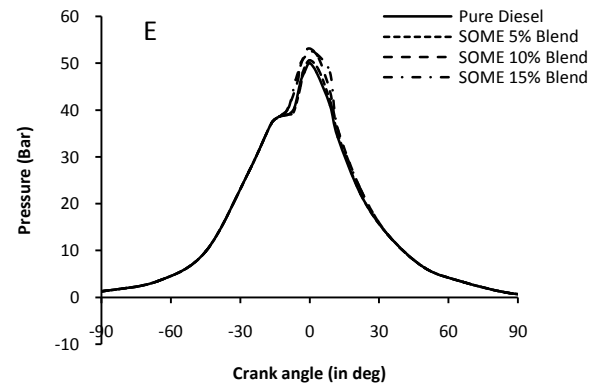 E
Pure Diesel
SOME 5% Blend
SOME 10% Blend
SOME 15% Blend
Pressure (Bar)
60
50
40
30
20
10
0
-10
-90 -60 -30 0 30 60 90
Crank angle (in deg)